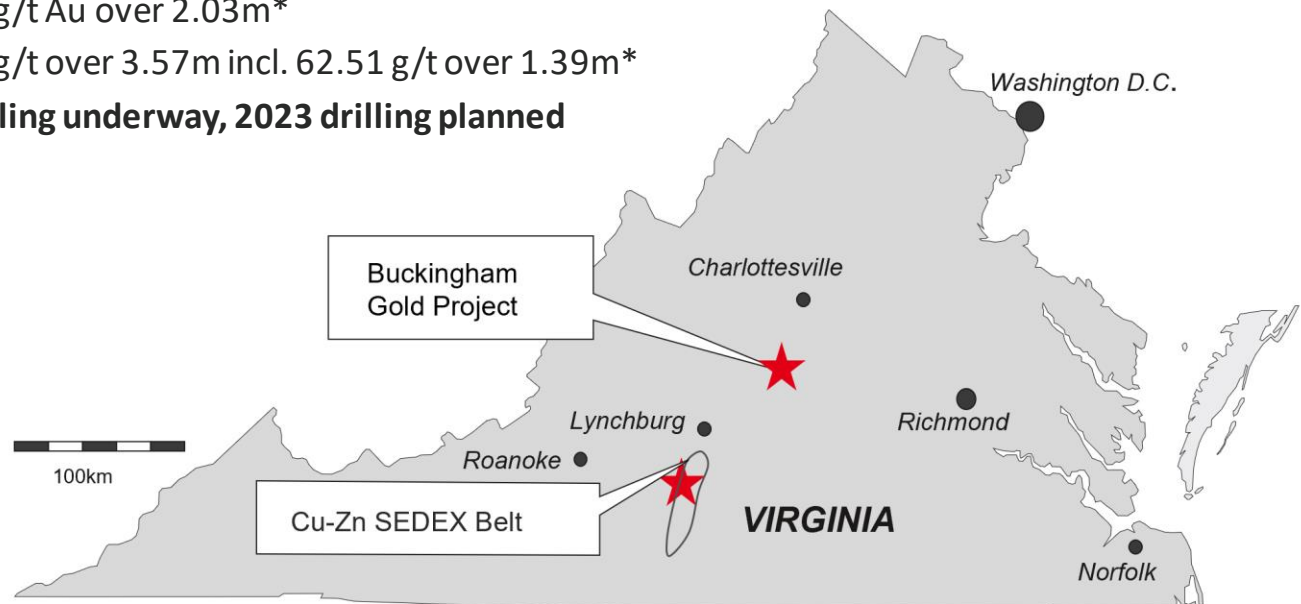 g/t Au over 2.03m*
g/t over 3.57m incl. 62.51 g/t over 1.39m*
ling underway, 2023 drilling planned
Washington D.C.
Buckingham
Gold Project
Charlottesville
Lynchburg
Richmond
Roanoke
100km
Cu-Zn SEDEX Belt
VIRGINIA
Norfolk